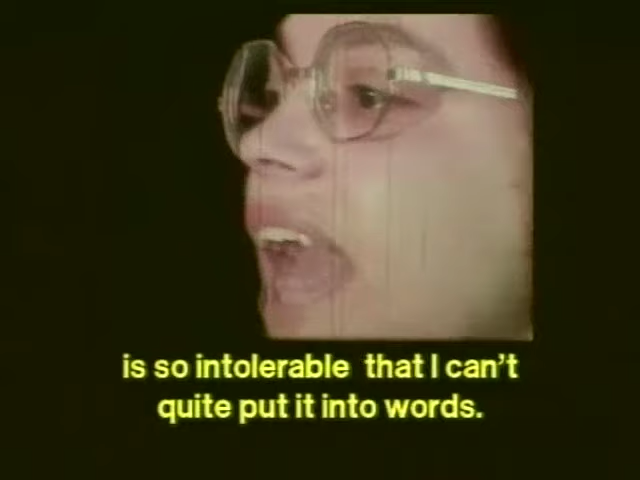 is so intolerable that I can't
quite put it into words.